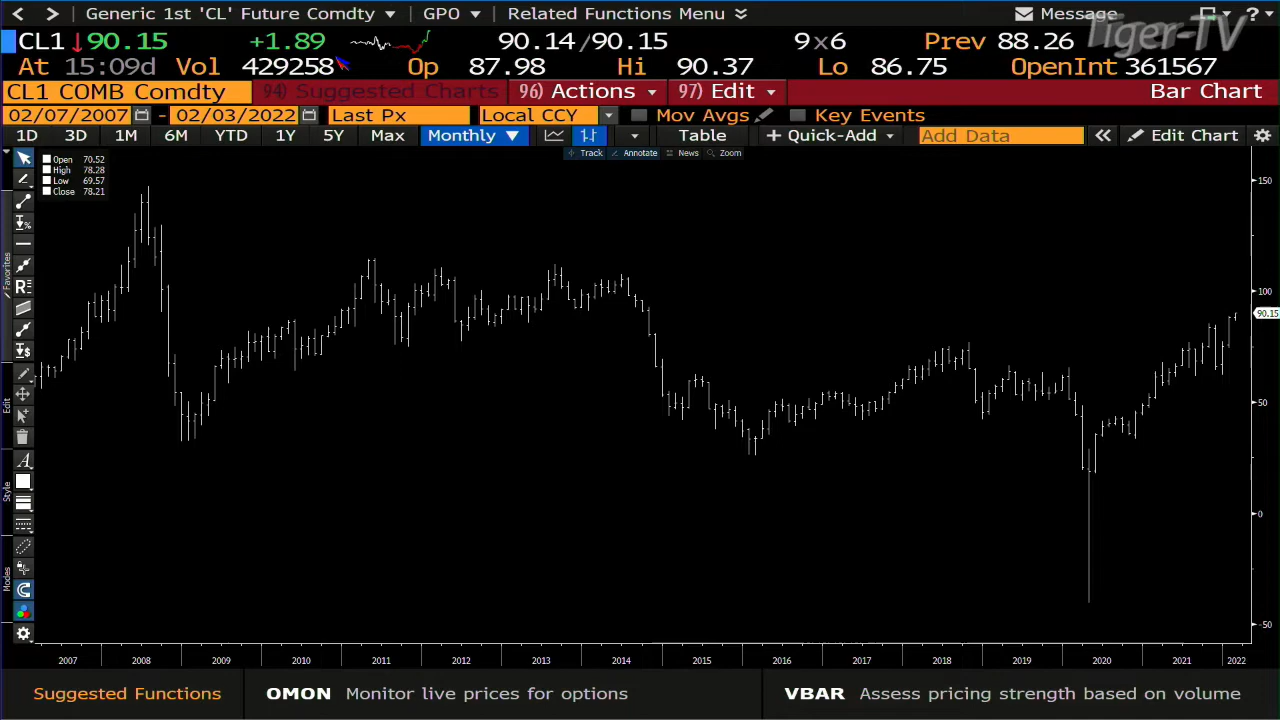 Generic 1st 'CL' Future Comdty GPO Related Functions Menu Message ?
Tiger-TV
CL1 90.15 +1.89 90.14/90.15 9x6 Prev 88.26
At 15:09d Vol 429258 Op 87.98 Hi 90.37 Lo 86.75 OpenInt 361567
CL1 COMB Comdty 94) Suggested Charts 96) Actions 97) Edit Bar Chart
02/07/2007 - 02/03/2022 Last Px Local CCY Mov Avgs Key Events
1D 3D 1M 6M YTD 1Y 5Y Max Monthly Table + Quick-Add Add Data Edit Chart
Track Annotate News Zoom
Open 70.52
High 78.28
Low 69.57
Close 78.21
Favorites
Edit
Style
Modes
150
100
90.15
50
0
-50
2007 2008 2009 2010 2011 2012 2013 2014 2015 2016 2017 2018 2019 2020 2021 2022
Suggested Functions OMON Monitor live prices for options VBAR Assess pricing strength based on volume